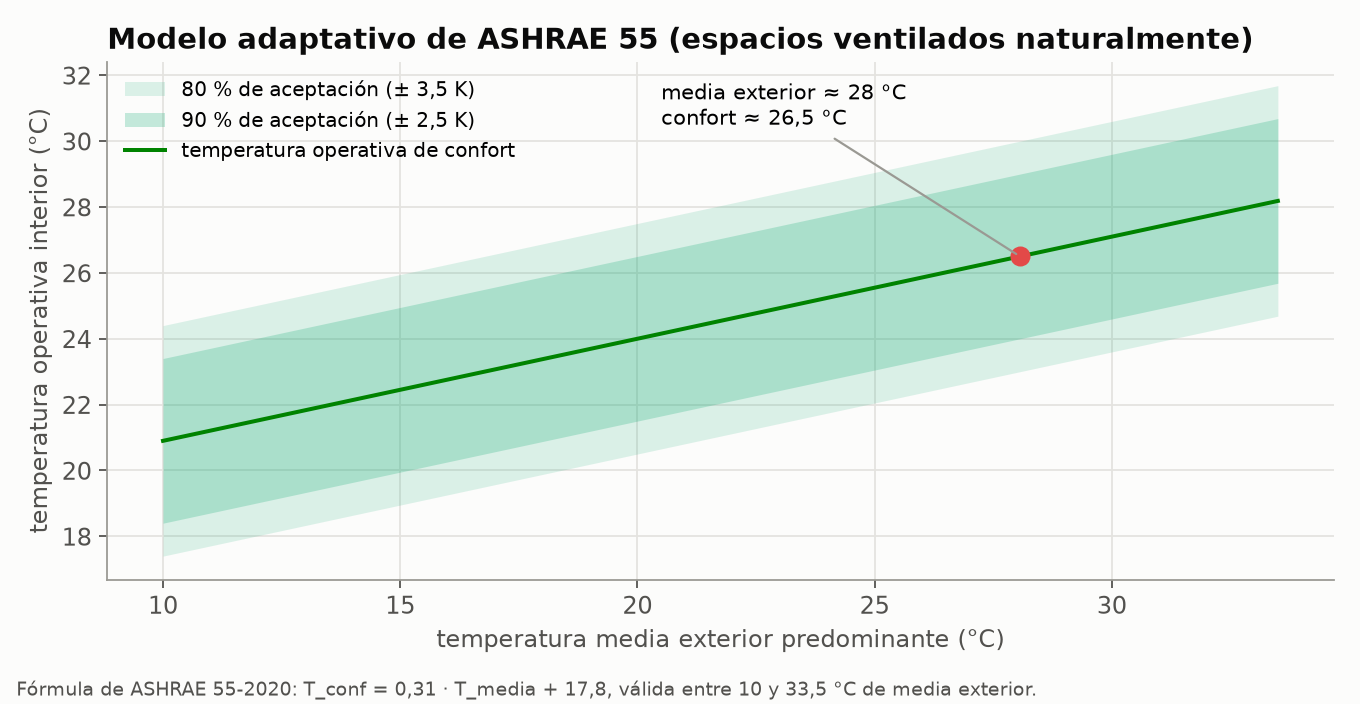 Modelo adaptativo de ASHRAE 55 (espacios ventilados naturalmente)
80 % de aceptación (± 3,5 K)
90 % de aceptación (± 2,5 K)
temperatura operativa de confort
media exterior ≈ 28 °C
confort ≈ 26,5 °C
temperatura operativa interior (°C)
32
30
28
26
24
22
20
18
10
15
20
25
30
temperatura media exterior predominante (°C)
Fórmula de ASHRAE 55-2020: T_conf = 0,31 · T_media + 17,8, válida entre 10 y 33,5 °C de media exterior.